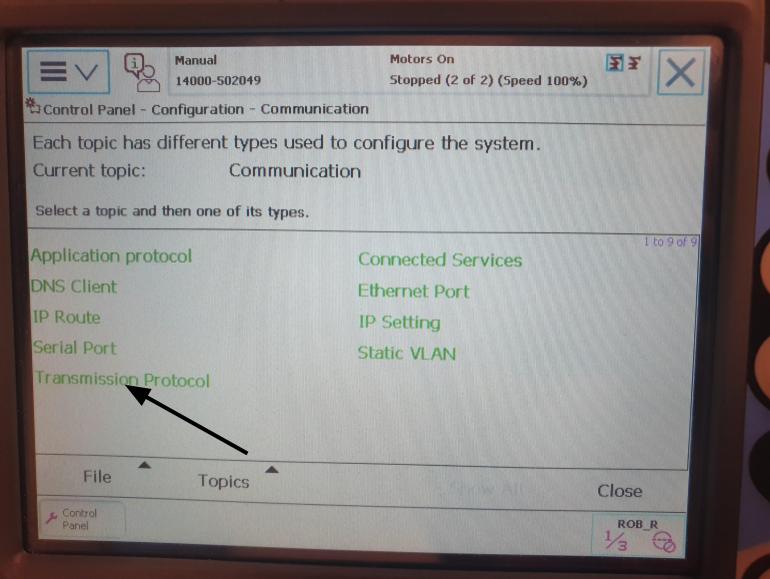 Manual
14000-502049
Motors On
Stopped (2 of 2) (Speed 100%)
Control Panel - Configuration - Communication
Each topic has different types used to configure the system.
Current topic: Communication
Select a topic and then one of its types.
1 to 9 of 9
Application protocol
Connected Services
DNS Client
Ethernet Port
IP Route
IP Setting
Serial Port
Static VLAN
Transmission Protocol
File
Topics
Show All
Close
Control
Panel
ROB_R
1/3